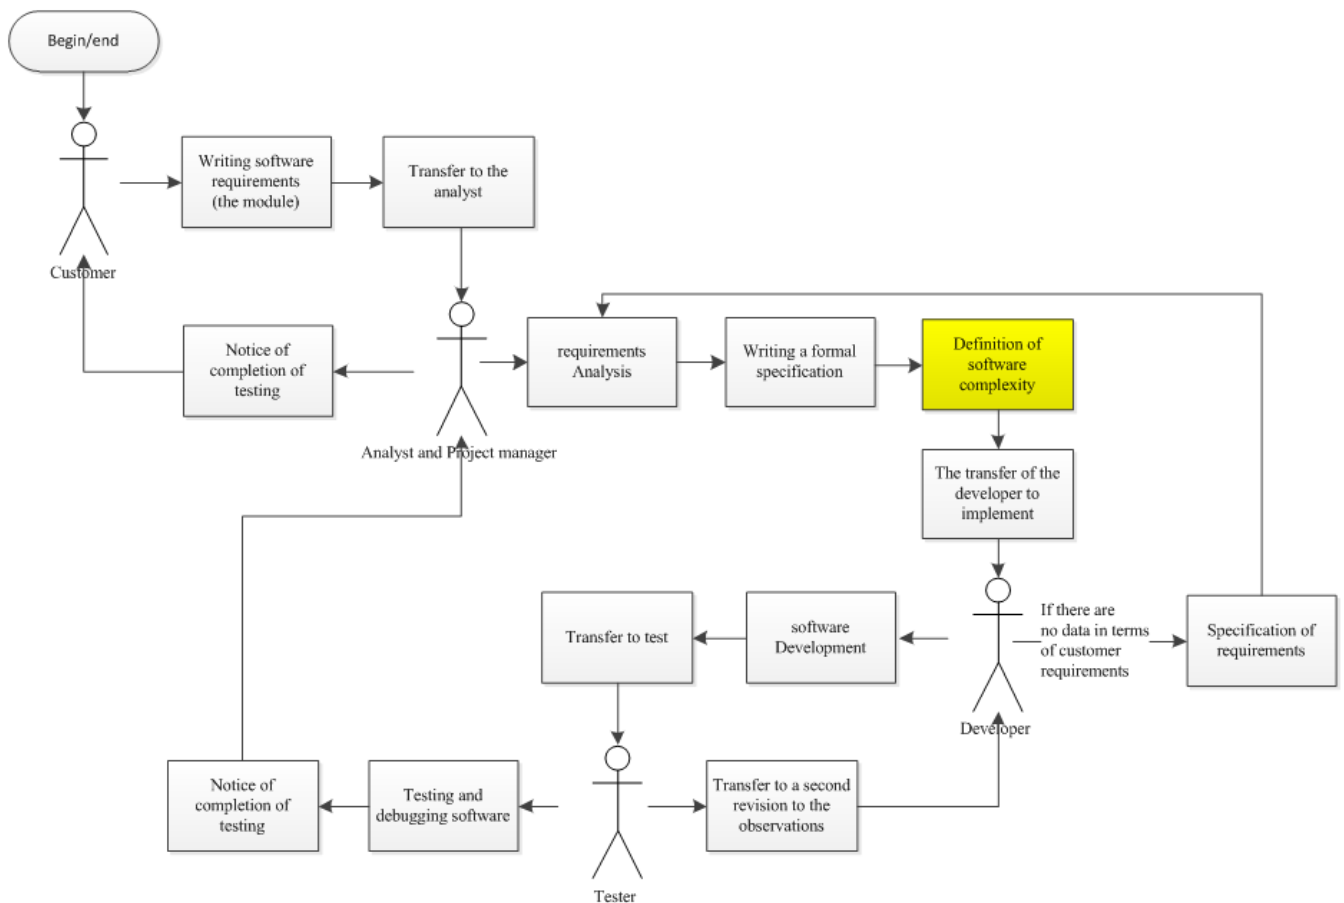 Begin/end
Writing software
requirements
(the module)
Transfer to the
analyst
Customer
Notice of
completion of
testing
requirements
Analysis
Writing a formal
specification
Definition of
software
complexity
Analyst and Project manager
The transfer of the
developer to
implement
Transfer to test
software
Development
If there are
no data in terms
of customer
requirements
Specification of
requirements
Developer
Notice of
completion of
testing
Testing and
debugging software
Transfer to a second
revision to the
observations
Tester